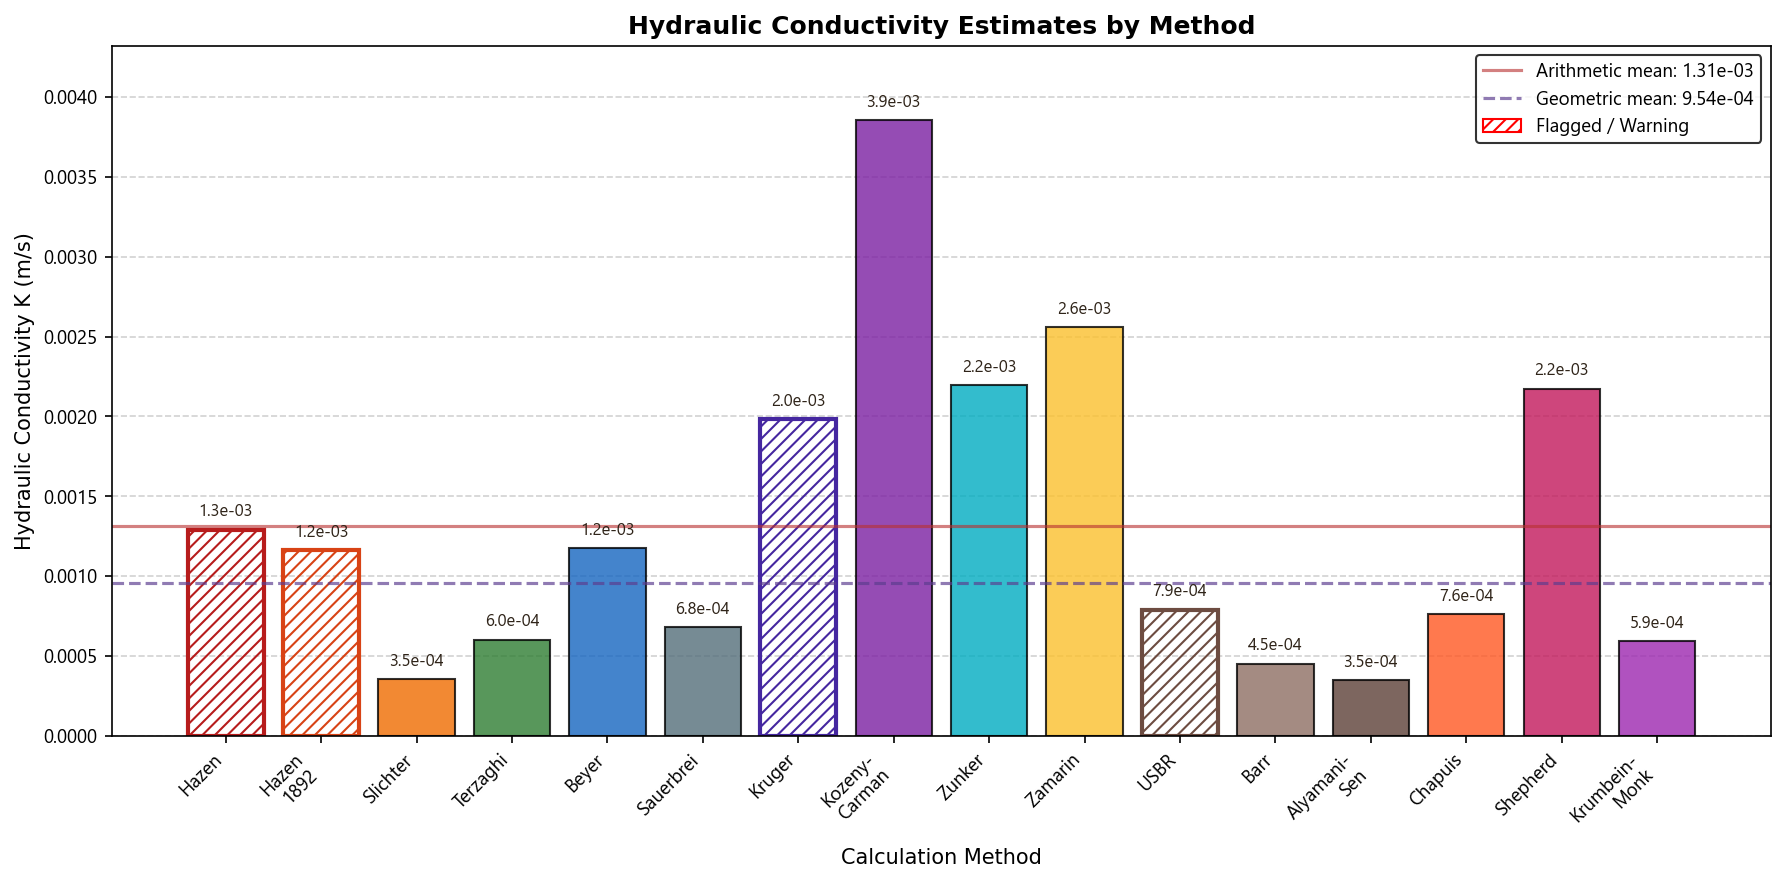 Hydraulic Conductivity Estimates by Method
Arithmetic mean: 1.31e-03
Geometric mean: 9.54e-04
Flagged / Warning
Hydraulic Conductivity K (m/s)
0.0040
0.0035
0.0030
0.0025
0.0020
0.0015
0.0010
0.0005
0.0000
1.3e-03
1.2e-03
3.5e-04
6.0e-04
1.2e-03
6.8e-04
2.0e-03
3.9e-03
2.2e-03
2.6e-03
7.9e-04
4.5e-04
3.5e-04
7.6e-04
2.2e-03
5.9e-04
Hazen
Hazen
1892
Slichter
Terzaghi
Beyer
Sauerbrei
Kruger
Kozeny-
Carman
Zunker
Zamarin
USBR
Barr
Alyamani-
Sen
Chapuis
Shepherd
Krumbein-
Monk
Calculation Method